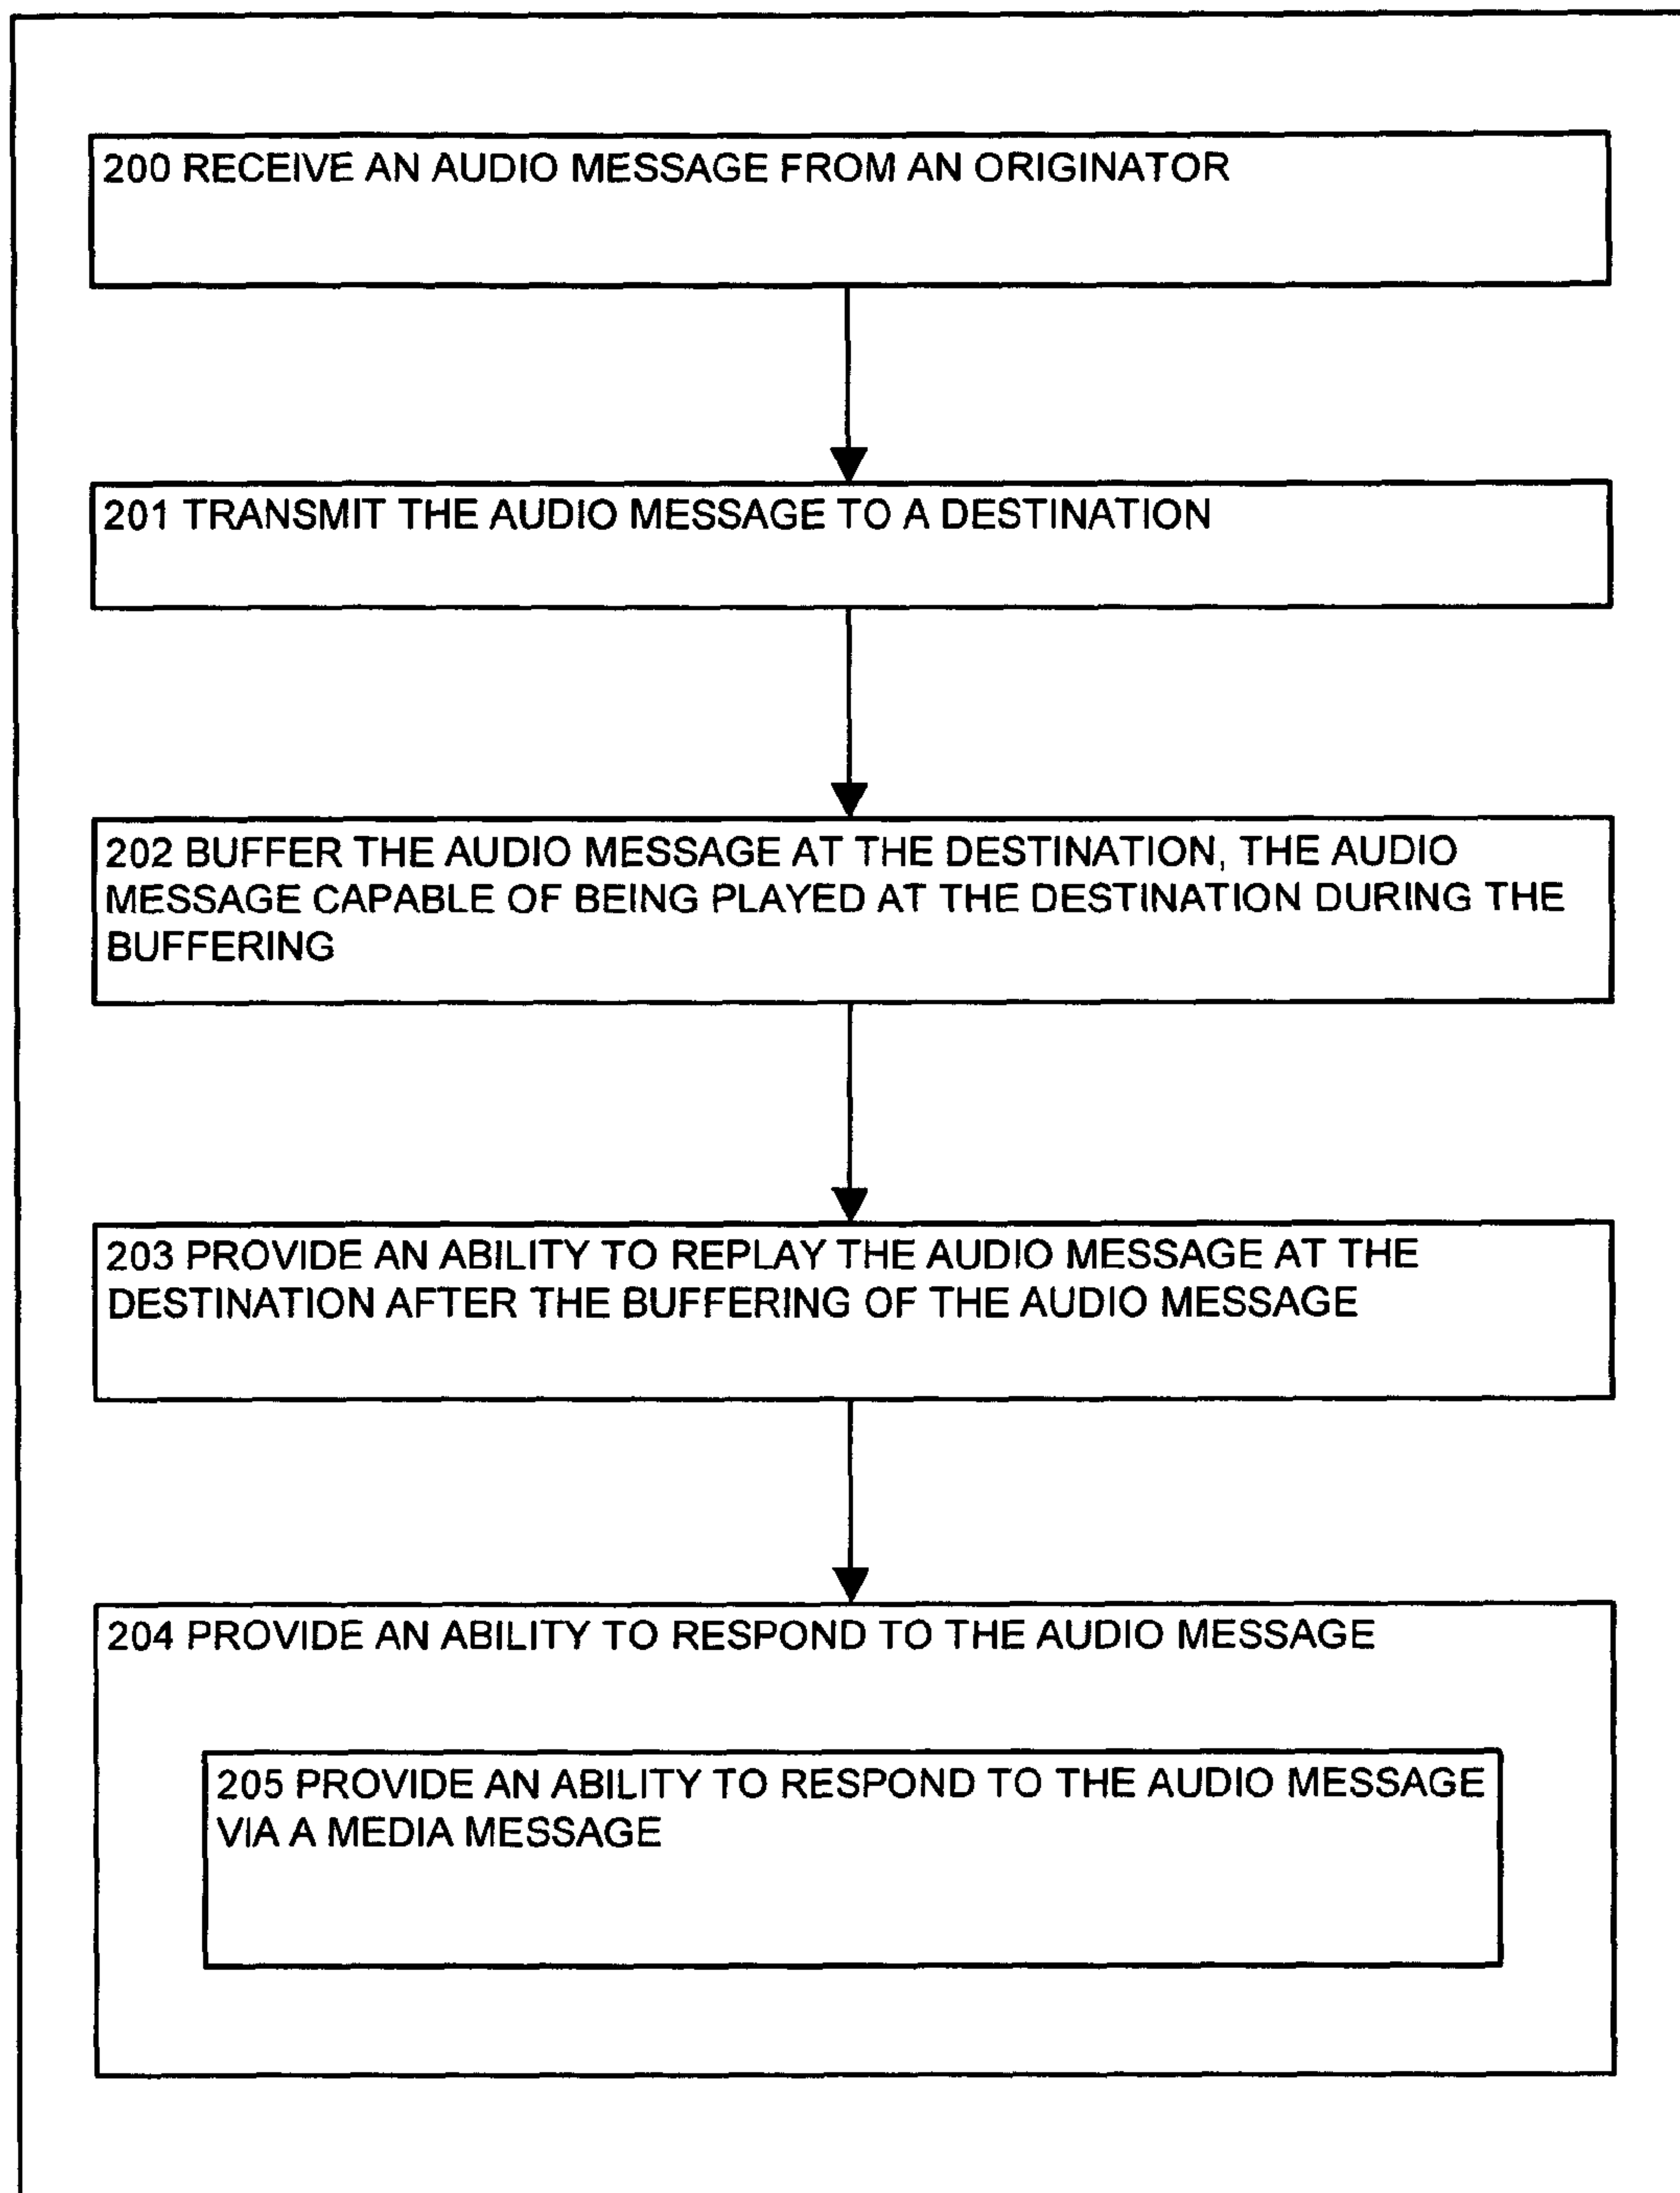 200 RECEIVE AN AUDIO MESSAGE FROM AN ORIGINATOR
201 TRANSMIT THE AUDIO MESSAGE TO A DESTINATION
202 BUFFER THE AUDIO MESSAGE AT THE DESTINATION, THE AUDIO
MESSAGE CAPABLE OF BEING PLAYED AT THE DESTINATION DURING THE
BUFFERING
203 PROVIDE AN ABILITY TO REPLAY THE AUDIO MESSAGE AT THE
DESTINATION AFTER THE BUFFERING OF THE AUDIO MESSAGE
204 PROVIDE AN ABILITY TO RESPOND TO THE AUDIO MESSAGE
205 PROVIDE AN ABILITY TO RESPOND TO THE AUDIO MESSAGE
VIA A MEDIA MESSAGE